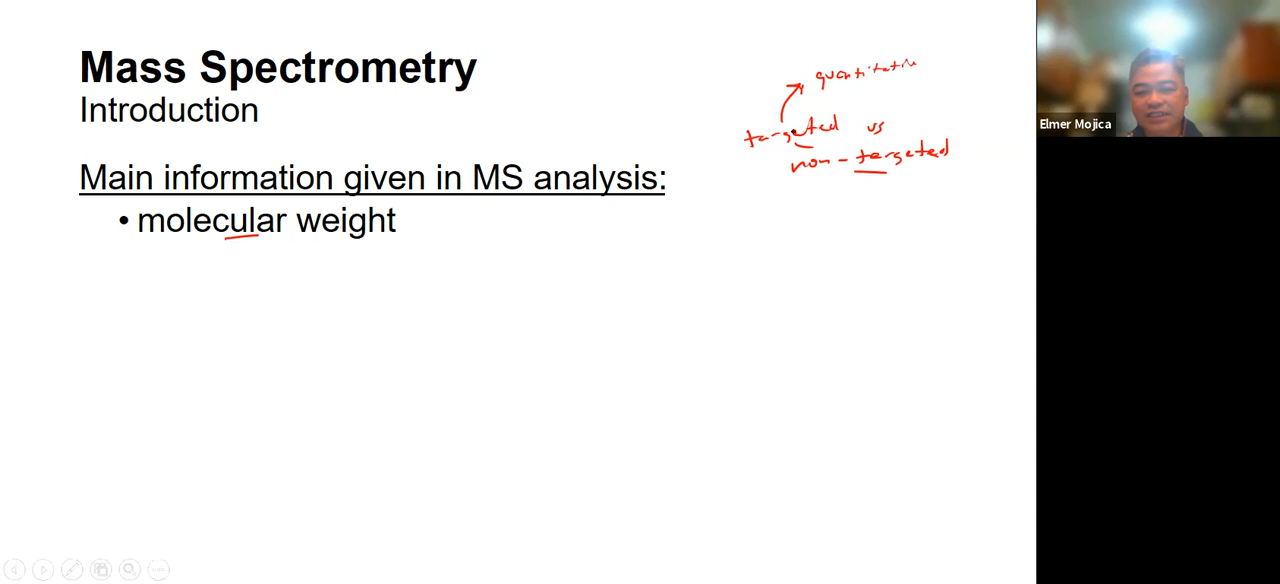 Mass Spectrometry
Introduction
Main information given in MS analysis:
• molecular weight
quantitative
targeted vs
non-targeted
Elmer Mojica